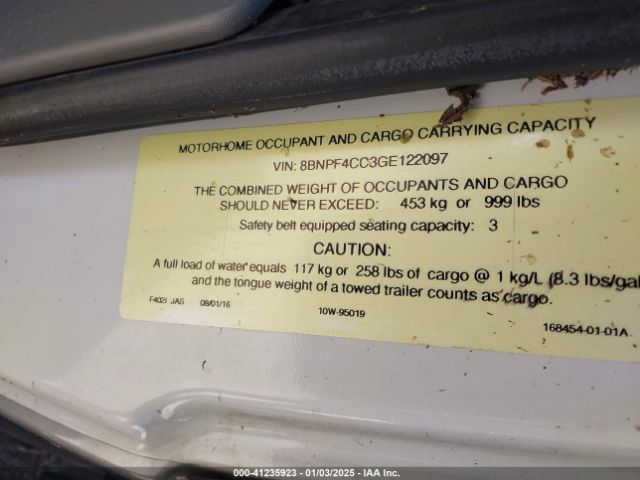 MOTORHOME OCCUPANT AND CARGO CARRYING CAPACITY
VIN: 8BNPF4CC3GE122097
THE COMBINED WEIGHT OF OCCUPANTS AND CARGO
SHOULD NEVER EXCEED: 453 kg or 999 lbs
Safety belt equipped seating capacity: 3
CAUTION:
A full load of water equals 117 kg or 258 lbs of cargo @ 1 kg/L (8.3 lbs/gal
and the tongue weight of a towed trailer counts as cargo.
F402I JAS 08/01/16 10W-95019 168454-01-01A
000-41235923 - 01/03/2025 - IAA Inc.